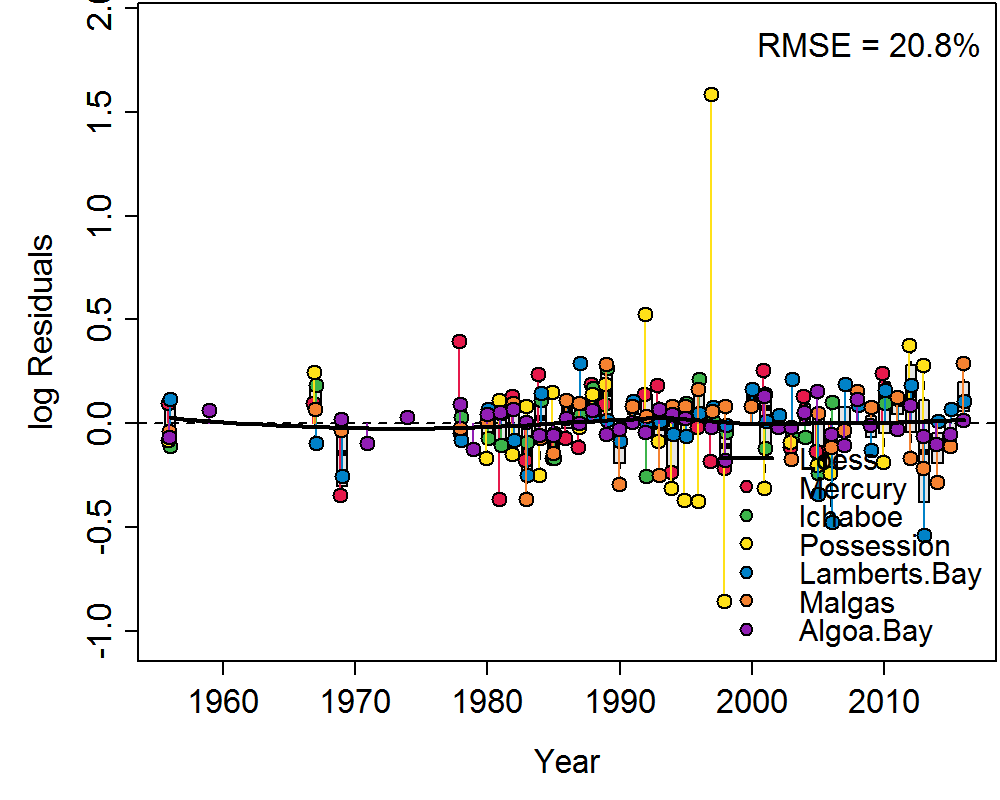 2.0
RMSE = 20.8%
1.5
1.0
0.5
0.0
-0.5
-1.0
log Residuals
Loess
Mercury
Ichaboe
Possession
Lamberts.Bay
Malgas
Algoa.Bay
1960 1970 1980 1990 2000 2010
Year